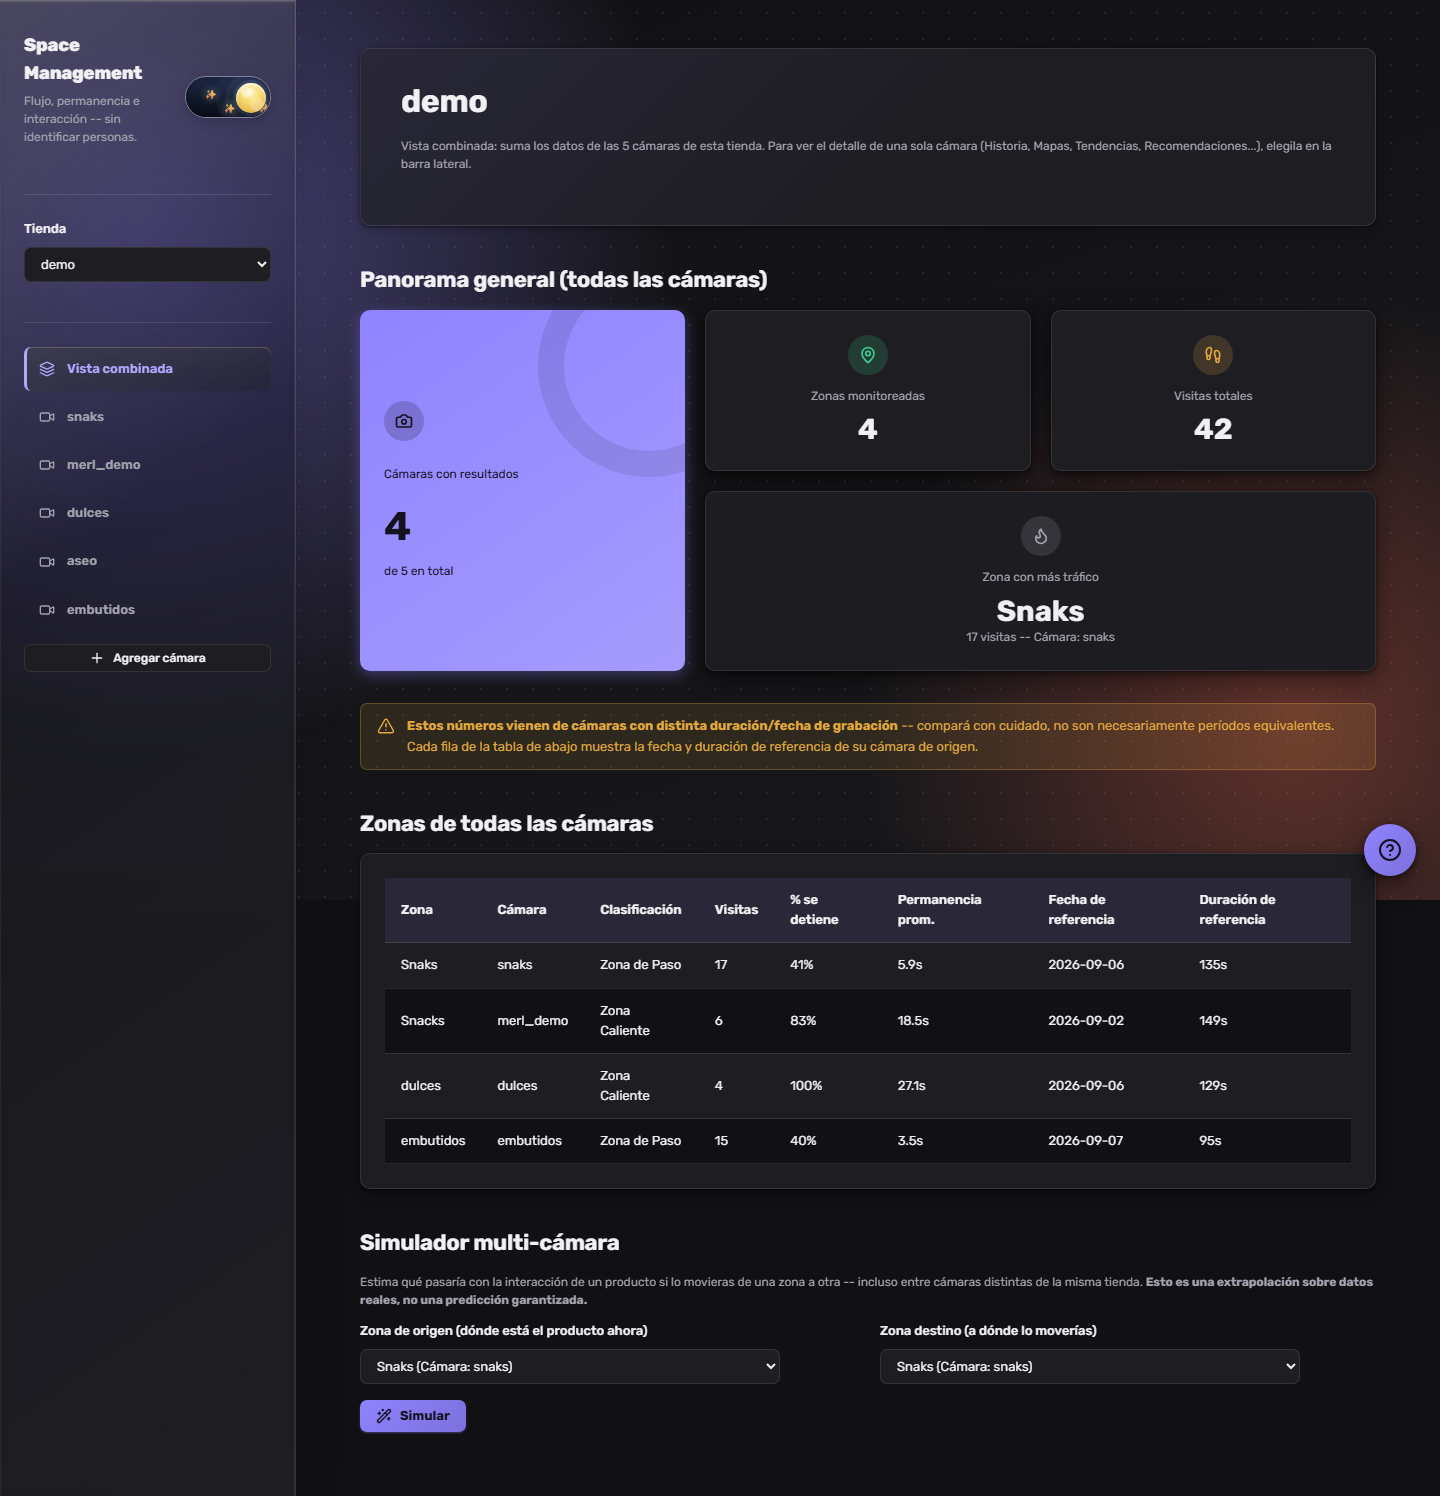 Space
Management
Flujo, permanencia e
interacción -- sin
identificar personas.
Tienda
demo
Vista combinada
snaks
merl_demo
dulces
aseo
embutidos
Agregar cámara
demo
Vista combinada: suma los datos de las 5 cámaras de esta tienda. Para ver el detalle de una sola cámara (Historia, Mapas, Tendencias, Recomendaciones...), elegila en la
barra lateral.
Panorama general (todas las cámaras)
Cámaras con resultados
4
de 5 en total
Zonas monitoreadas
4
Visitas totales
42
Zona con más tráfico
Snaks
17 visitas -- Cámara: snaks
Estos números vienen de cámaras con distinta duración/fecha de grabación -- compará con cuidado, no son necesariamente períodos equivalentes.
Cada fila de la tabla de abajo muestra la fecha y duración de referencia de su cámara de origen.
Zonas de todas las cámaras
Zona Cámara Clasificación Visitas % se detiene Permanencia prom. Fecha de referencia Duración de referencia
Snaks snaks Zona de Paso 17 41% 5.9s 2026-09-06 135s
Snacks merl_demo Zona Caliente 6 83% 18.5s 2026-09-02 149s
dulces dulces Zona Caliente 4 100% 27.1s 2026-09-06 129s
embutidos embutidos Zona de Paso 15 40% 3.5s 2026-09-07 95s
Simulador multi-cámara
Estima qué pasaría con la interacción de un producto si lo movieras de una zona a otra -- incluso entre cámaras distintas de la misma tienda. Esto es una extrapolación sobre datos
reales, no una predicción garantizada.
Zona de origen (dónde está el producto ahora)
Snaks (Cámara: snaks)
Zona destino (a dónde lo moverías)
Snaks (Cámara: snaks)
Simular